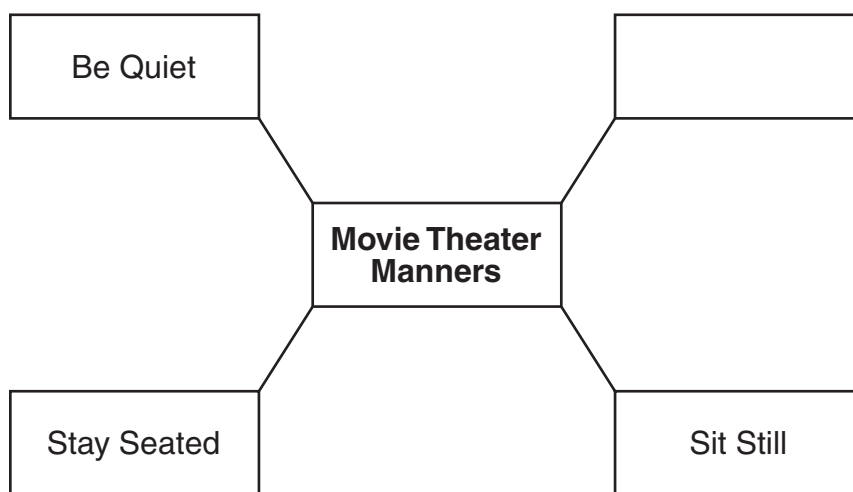 Be Quiet
Movie Theater
Manners
Stay Seated
Sit Still